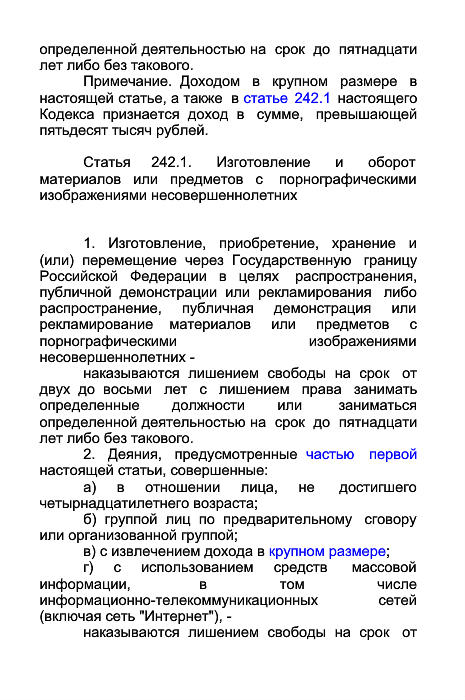 определенной деятельностью на срок до пятнадцати
лет либо без такового.
Примечание. Доходом в крупном размере в
настоящей статье, а также в статье 242.1 настоящего
Кодекса признается доход в сумме, превышающей
пятьдесят тысяч рублей.
Статья 242.1. Изготовление и оборот
материалов или предметов с порнографическими
изображениями несовершеннолетних
1. Изготовление, приобретение, хранение и
(или) перемещение через Государственную границу
Российской Федерации в целях распространения,
публичной демонстрации или рекламирования либо
распространение, публичная демонстрация или
рекламирование материалов или предметов с
порнографическими изображениями
несовершеннолетних -
наказываются лишением свободы на срок от
двух до восьми лет с лишением права занимать
определенные должности или заниматься
определенной деятельностью на срок до пятнадцати
лет либо без такового.
2. Деяния, предусмотренные частью первой
настоящей статьи, совершенные:
а) в отношении лица, не достигшего
четырнадцатилетнего возраста;
б) группой лиц по предварительному сговору
или организованной группой;
в) с извлечением дохода в крупном размере;
г) с использованием средств массовой
информации, в том числе
информационно-телекоммуникационных сетей
(включая сеть "Интернет"), -
наказываются лишением свободы на срок от